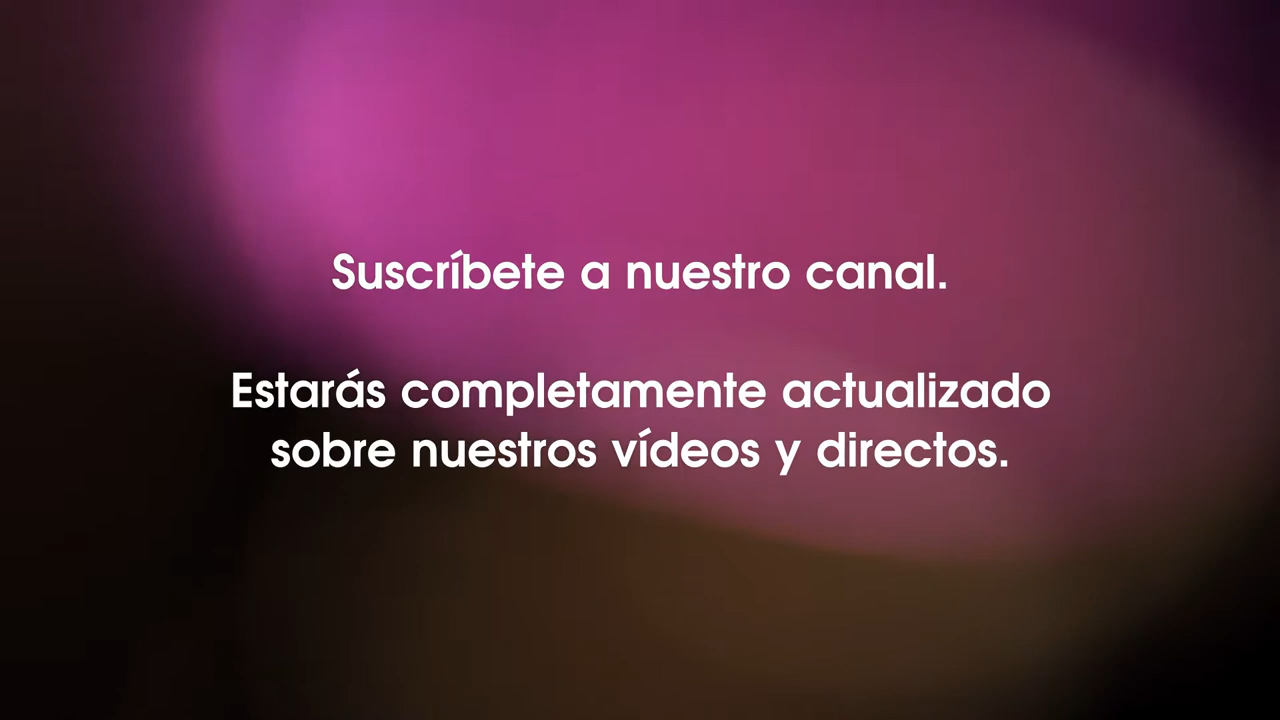 Suscríbete a nuestro canal.
Estarás completamente actualizado
sobre nuestros vídeos y directos.